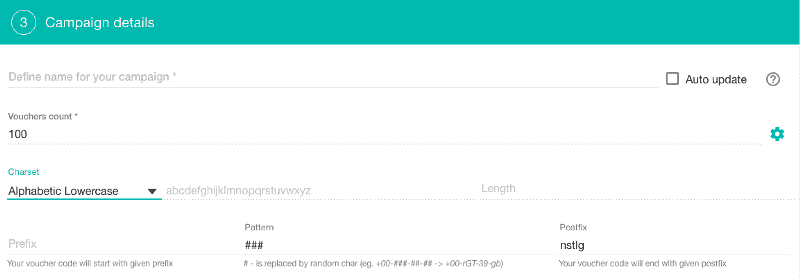 3 Campaign details
Define name for your campaign * Auto update ?
Vouchers count *
100
Charset
Alphabetic Lowercase abcdefghijklmnopqrstuvwxyz Length
Pattern Postfix
Prefix ### nstlg
Your voucher code will start with given prefix # - is replaced by random char (eg. +00-###-##-## -> +00-rGT-39-gb) Your voucher code will end with given postfix